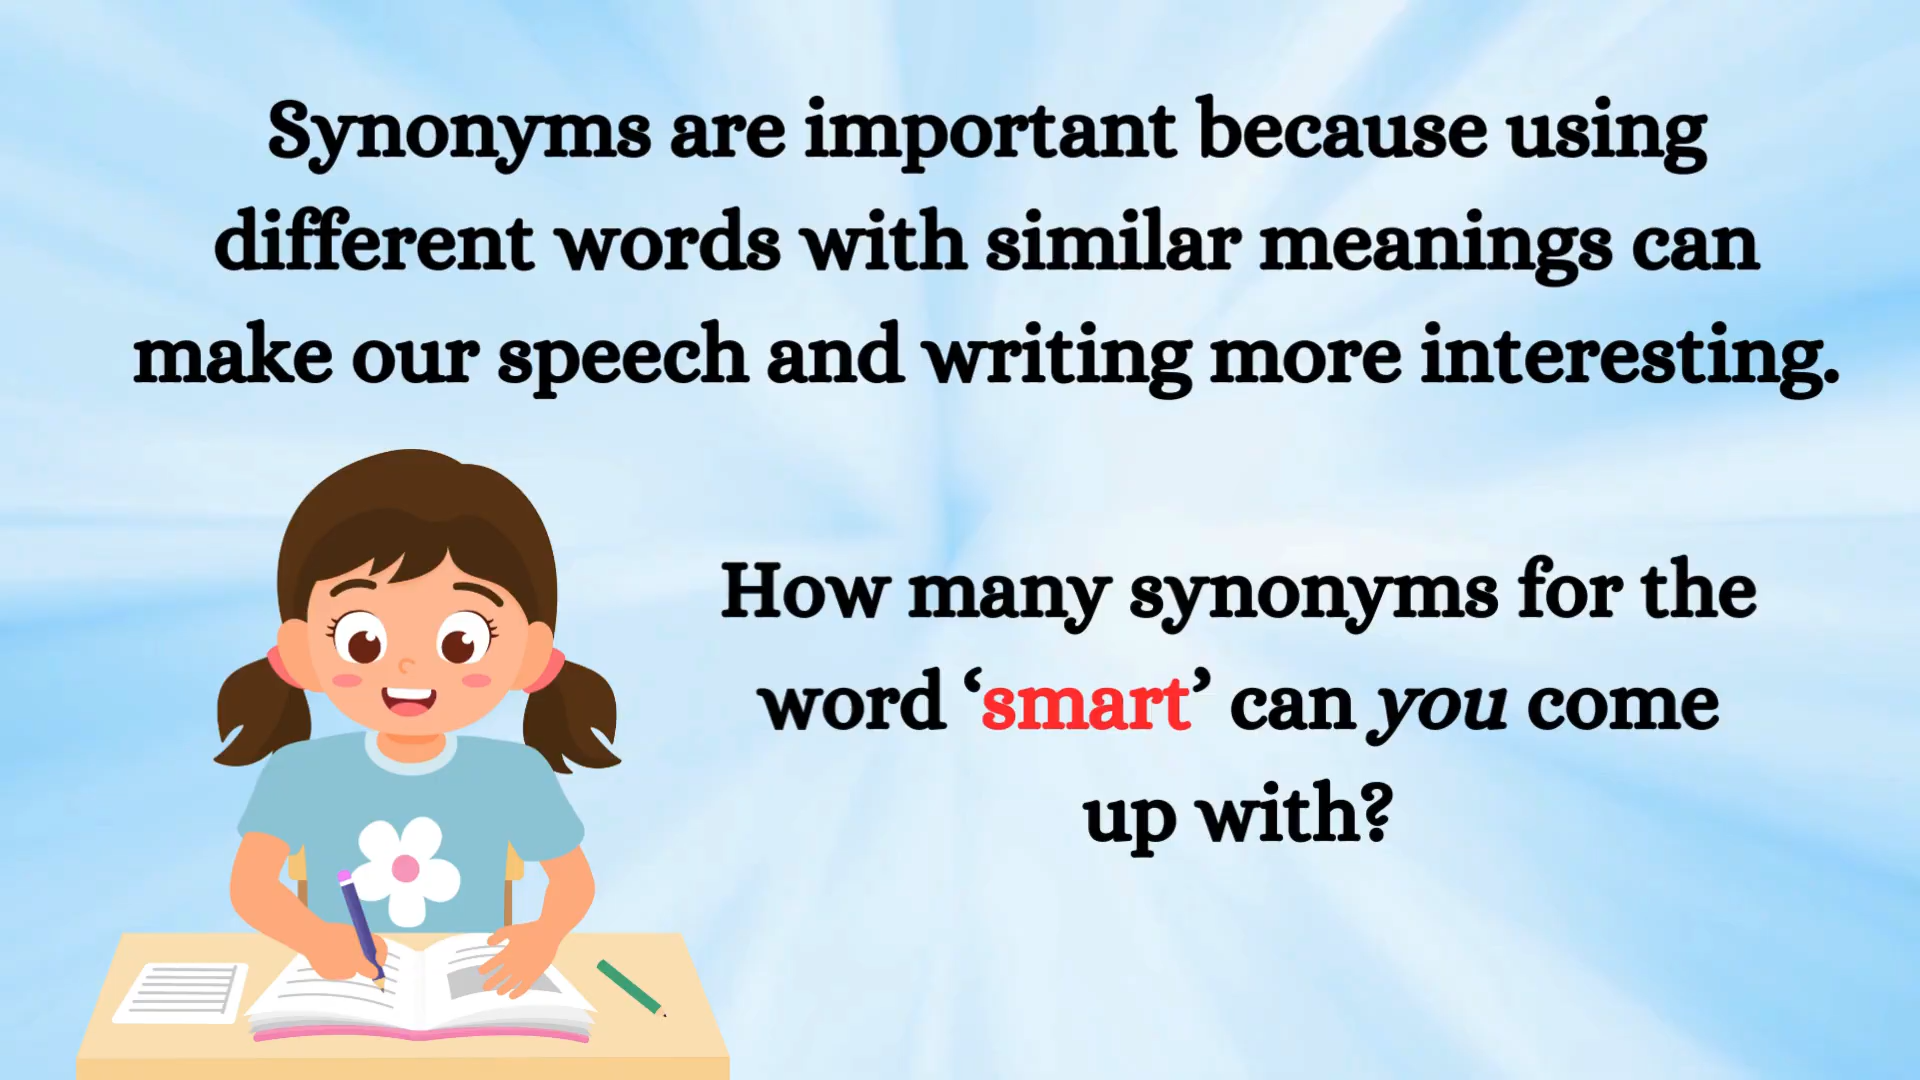 Synonyms are important because using
different words with similar meanings can
make our speech and writing more interesting.
How many synonyms for the
word ‘smart’ can you come
up with?